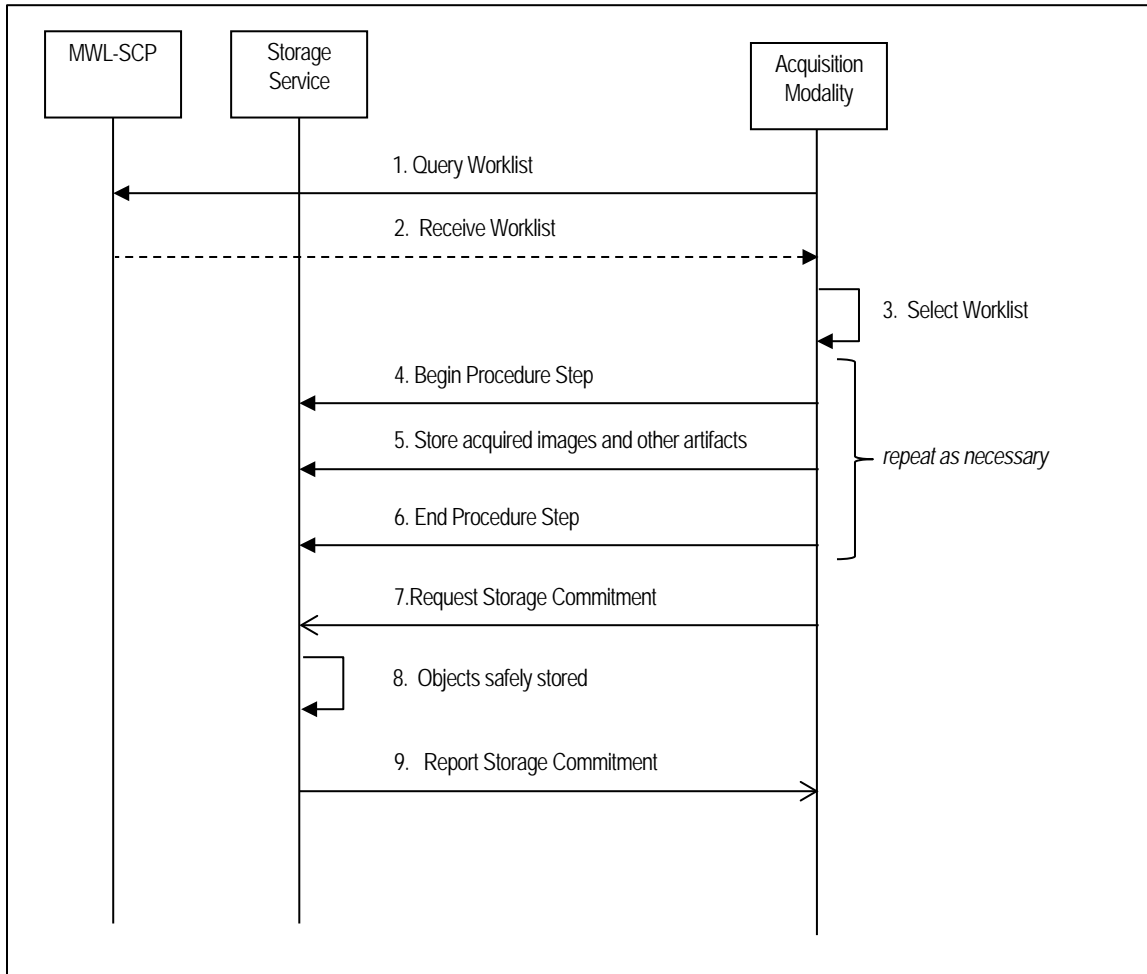 MWL-SCP
Storage
Service
Acquisition
Modality
1. Query Worklist
2. Receive Worklist
3. Select Worklist
4. Begin Procedure Step
5. Store acquired images and other artifacts
repeat as necessary
6. End Procedure Step
7.Request Storage Commitment
8. Objects safely stored
9. Report Storage Commitment